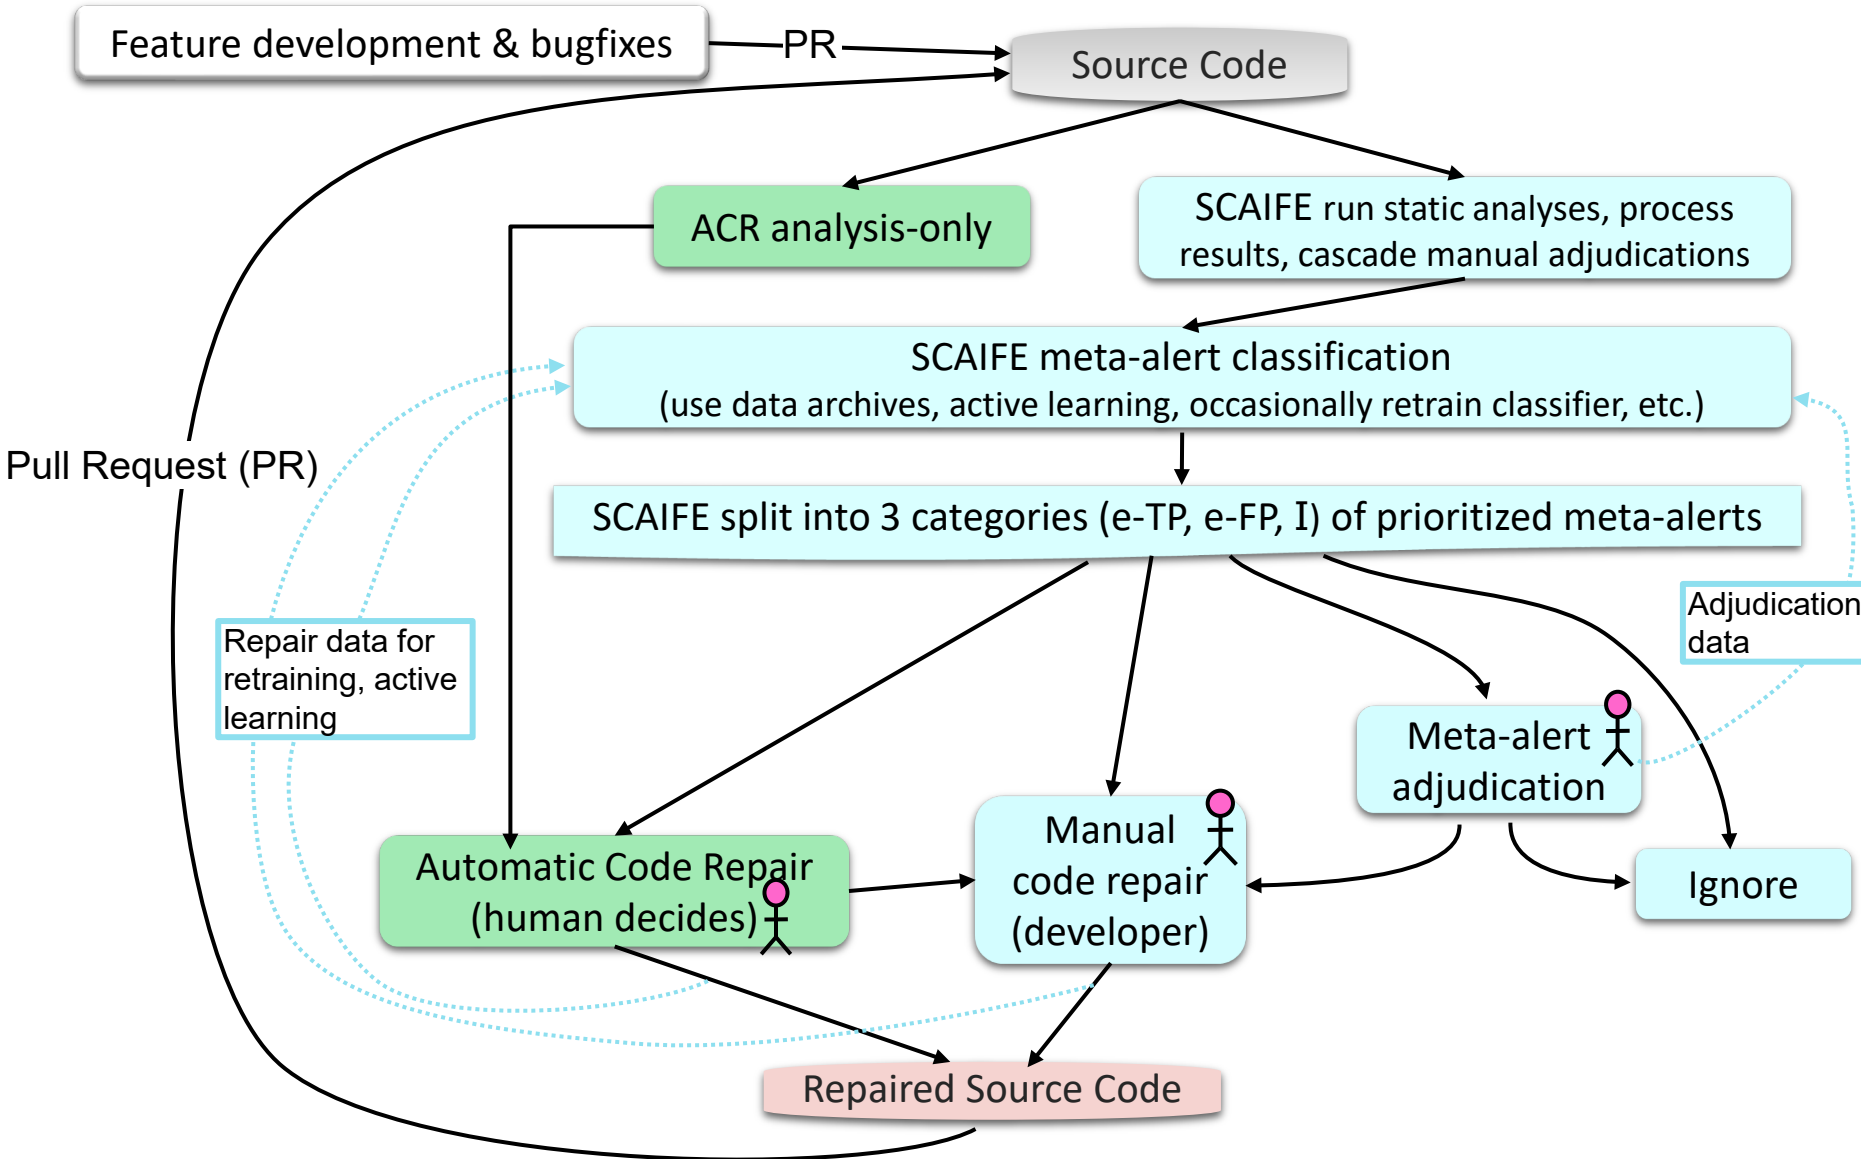 Feature development & bugfixes
PR
Source Code
ACR analysis-only
SCAIFE run static analyses, process
results, cascade manual adjudications
SCAIFE meta-alert classification
(use data archives, active learning, occasionally retrain classifier, etc.)
Pull Request (PR)
SCAIFE split into 3 categories (e-TP, e-FP, I) of prioritized meta-alerts
Adjudication
data
Repair data for
retraining, active
learning
Meta-alert
adjudication
Manual
code repair
(developer)
Automatic Code Repair
(human decides)
Ignore
Repaired Source Code